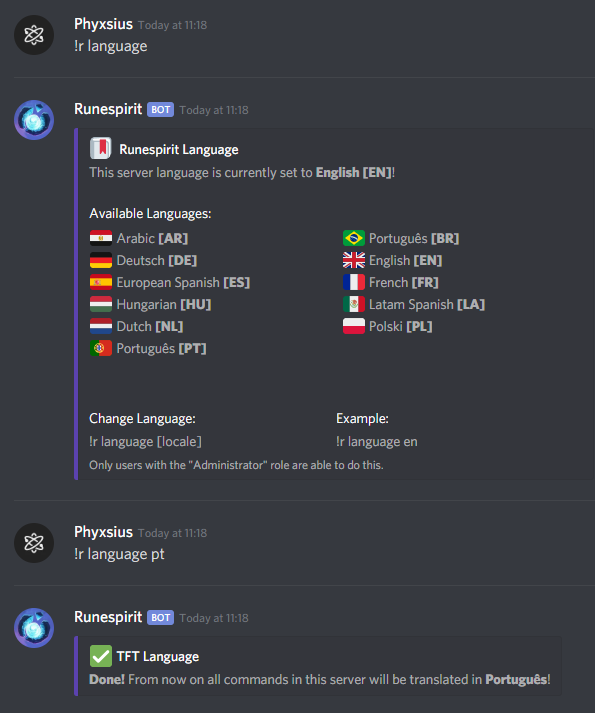 Phyxsius Today at 11:18
!r language
Runespirit BOT Today at 11:18
Runespirit Language
This server language is currently set to English [EN]!
Available Languages:
Arabic [AR] Português [BR]
Deutsch [DE] English [EN]
European Spanish [ES] French [FR]
Hungarian [HU] Latam Spanish [LA]
Dutch [NL] Polski [PL]
Português [PT]
Change Language: Example:
!r language [locale] !r language en
Only users with the "Administrator" role are able to do this.
Phyxsius Today at 11:18
!r language pt
Runespirit BOT Today at 11:18
TFT Language
Done! From now on all commands in this server will be translated in Português!